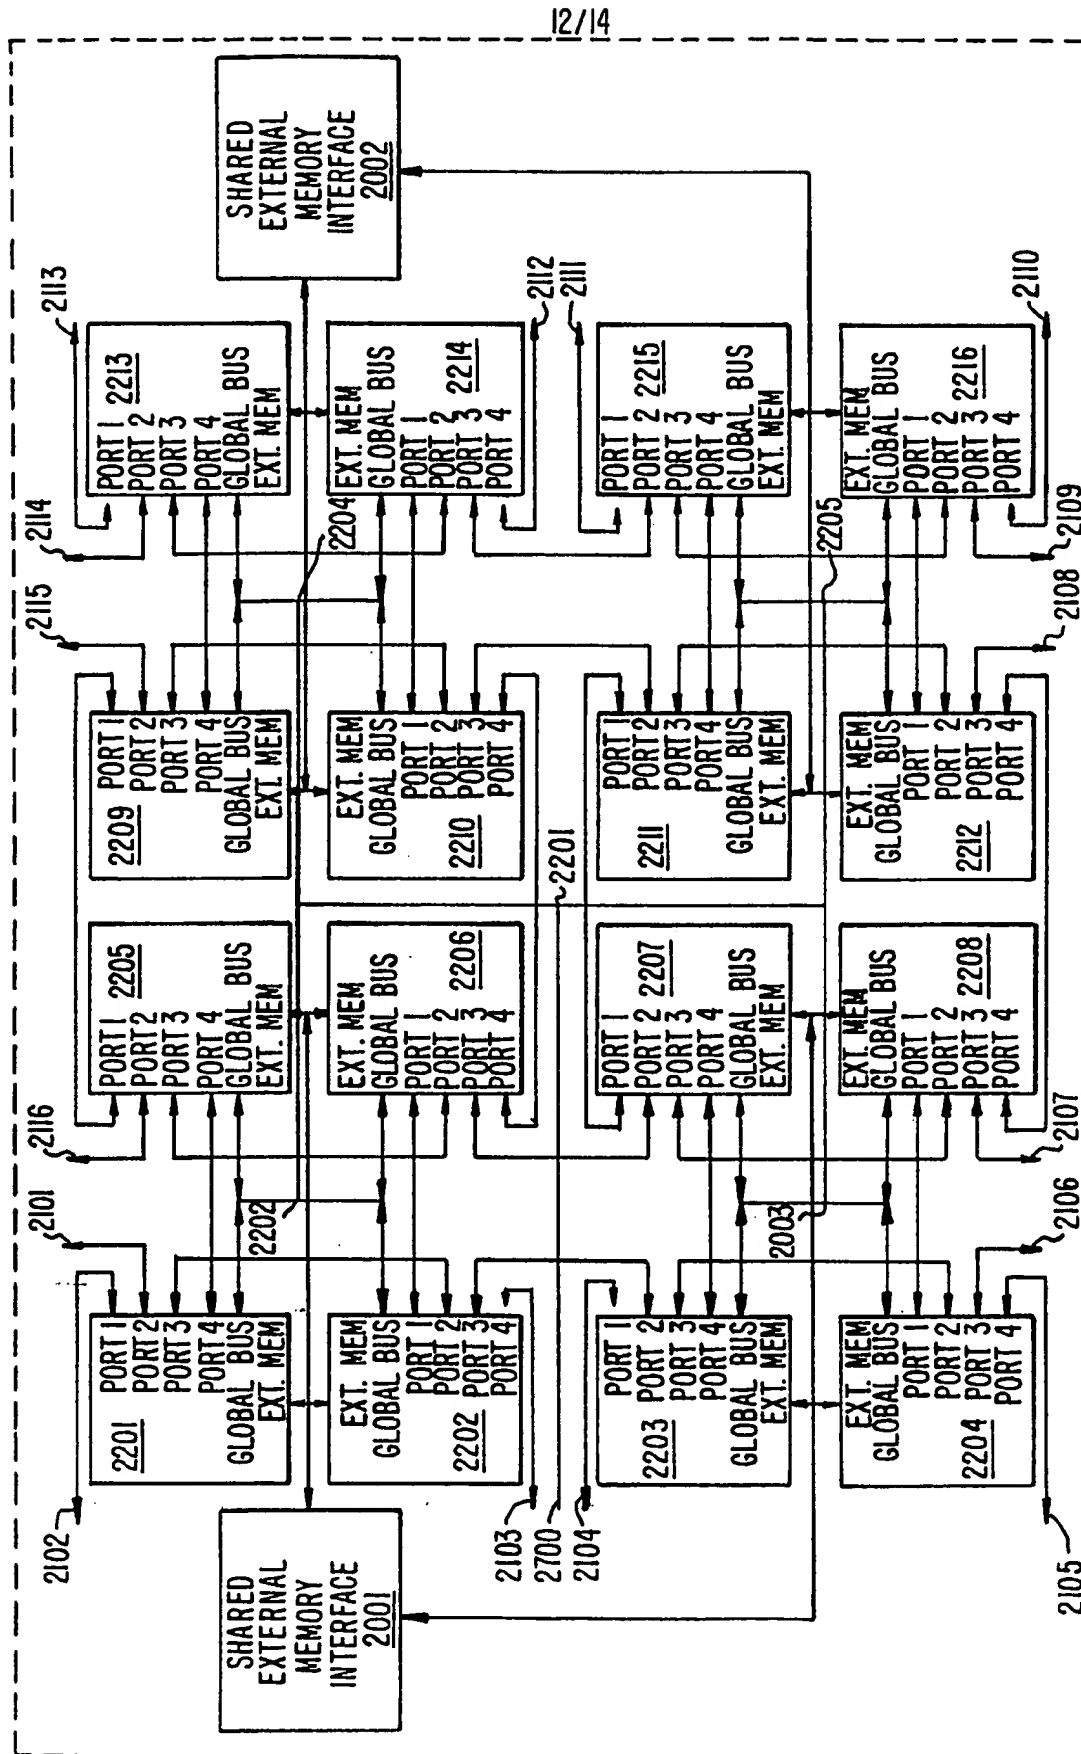 12/14
SHARED
EXTERNAL
MEMORY
INTERFACE
2001
SHARED
EXTERNAL
MEMORY
INTERFACE
2002
2102
2101
2116
2115
2114
2113
2201
PORT 1
PORT 2
PORT 3
PORT 4
GLOBAL BUS
EXT. MEM
2205
PORT 1
PORT 2
PORT 3
PORT 4
GLOBAL BUS
EXT. MEM
2209
PORT 1
PORT 2
PORT 3
PORT 4
GLOBAL BUS
EXT. MEM
2213
PORT 1
PORT 2
PORT 3
PORT 4
GLOBAL BUS
EXT. MEM
2202
2204
EXT. MEM
GLOBAL BUS
PORT 1
PORT 2
PORT 3
PORT 4
2202
EXT. MEM
GLOBAL BUS
PORT 1
PORT 2
PORT 3
PORT 4
2206
EXT. MEM
GLOBAL BUS
PORT 1
PORT 2
PORT 3
PORT 4
2210
EXT. MEM
GLOBAL BUS
PORT 1
PORT 2
PORT 3
PORT 4
2214
2103
2700
2104
2201
2112
2111
2203
PORT 1
PORT 2
PORT 3
PORT 4
GLOBAL BUS
EXT. MEM
2207
PORT 1
PORT 2
PORT 3
PORT 4
GLOBAL BUS
EXT. MEM
2211
PORT 1
PORT 2
PORT 3
PORT 4
GLOBAL BUS
EXT. MEM
2215
PORT 1
PORT 2
PORT 3
PORT 4
GLOBAL BUS
EXT. MEM
2003
2205
EXT. MEM
GLOBAL BUS
PORT 1
PORT 2
PORT 3
PORT 4
2204
EXT. MEM
GLOBAL BUS
PORT 1
PORT 2
PORT 3
PORT 4
2208
EXT. MEM
GLOBAL BUS
PORT 1
PORT 2
PORT 3
PORT 4
2212
EXT. MEM
GLOBAL BUS
PORT 1
PORT 2
PORT 3
PORT 4
2216
2105
2106
2107
2108
2109
2110